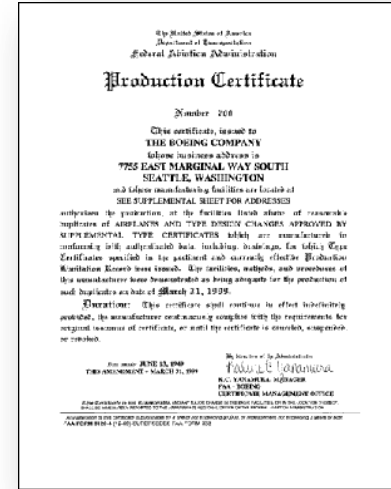 The United States of America
Department of Transportation
Federal Aviation Administration
Production Certificate
Number 700
This certificate, issued to
THE BOEING COMPANY
whose business address is
7755 EAST MARGINAL WAY SOUTH
SEATTLE, WASHINGTON
and whose manufacturing facilities are located at
SEE SUPPLEMENTAL SHEET FOR ADDRESSES
authorizes the production, at the facilities listed above of reasonable
duplicates of AIRPLANES AND TYPE DESIGN CHANGES APPROVED BY
SUPPLEMENTAL TYPE CERTIFICATES which are manufactured in
conformity with authenticated data, including drawings, for which Type
Certificates specified in the pertinent and currently effective Production
Limitation Record were issued. The facilities, methods, and procedures of
this manufacturer were demonstrated as being adequate for the production of
such duplicates on date of March 31, 1999.
Duration: This certificate shall continue in effect indefinitely
provided, the manufacturer continuously complies with the requirements for
original issuance of certificate, or until the certificate is canceled, suspended,
or revoked.
By direction of the Administrator
Date issued: JUNE
THIS AMENDMENT - MARCH 31, 1999
R.C. YANAMURA, MANAGER
FAA - BOEING
CERTIFICATE MANAGEMENT OFFICE